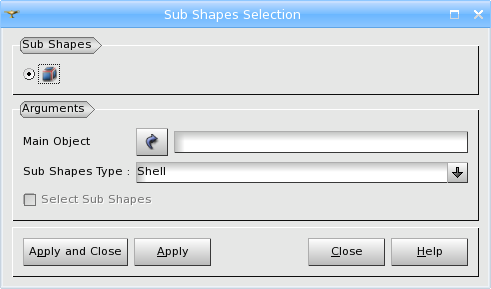 Sub Shapes Selection
Sub Shapes
Arguments
Main Object
Sub Shapes Type : Shell
Select Sub Shapes
Apply and Close Apply Close Help